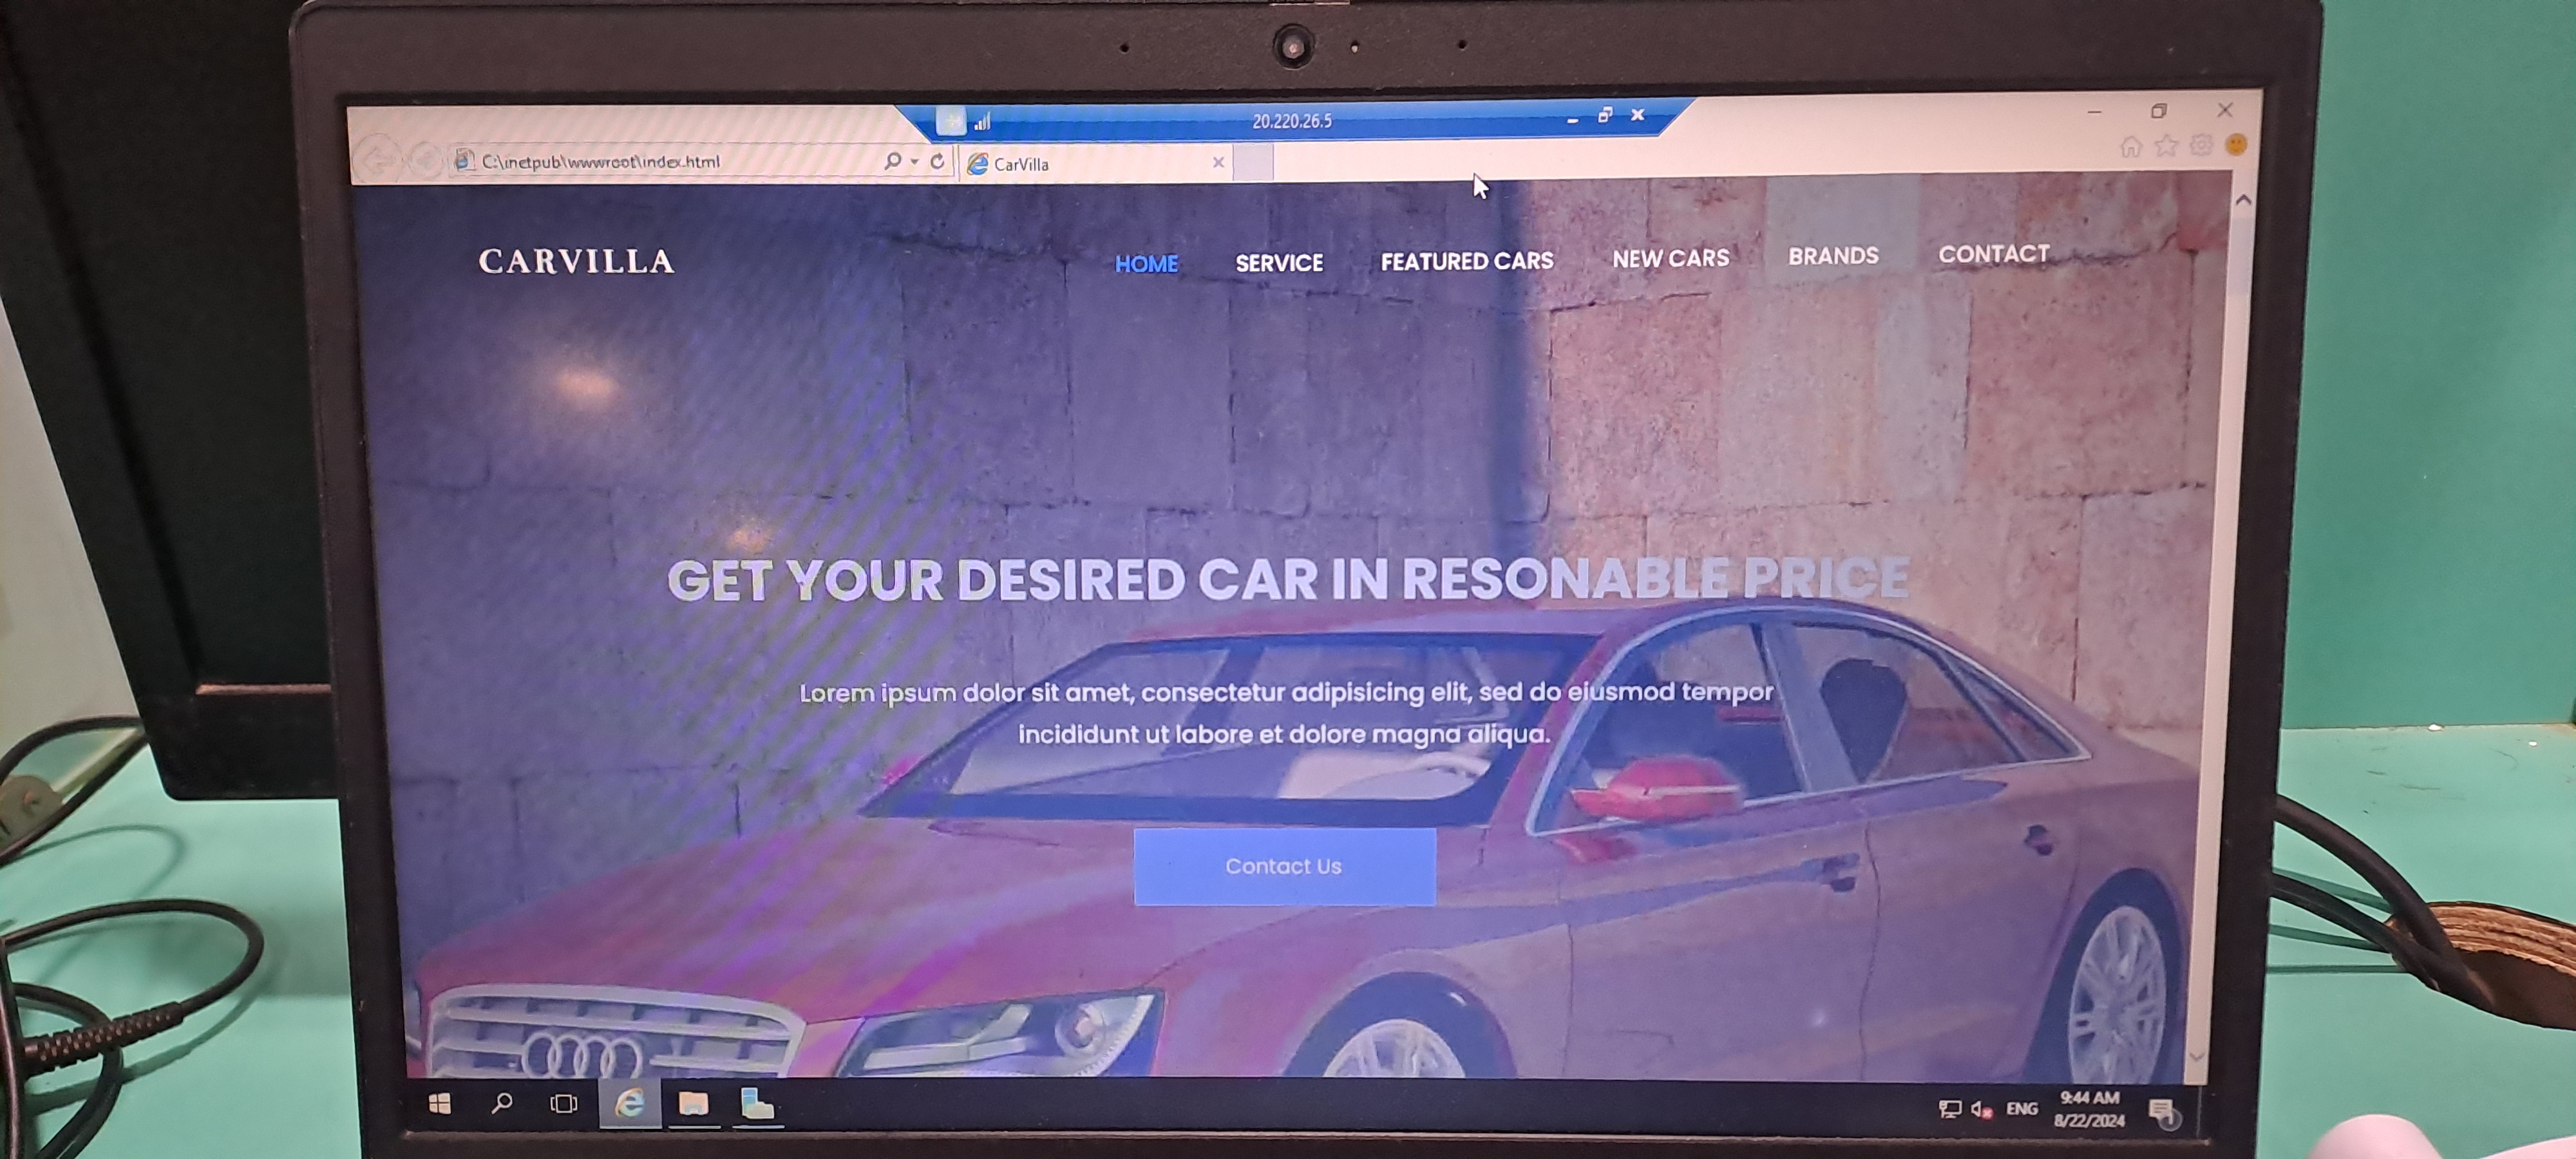 20.220.26.5
C:\inetpub\wwwroot\index.html
CarVilla
CARVILLA
HOME SERVICE FEATURED CARS NEW CARS BRANDS CONTACT
GET YOUR DESIRED CAR IN RESONABLE PRICE
Lorem ipsum dolor sit amet, consectetur adipisicing elit, sed do eiusmod tempor
incididunt ut labore et dolore magna aliqua.
Contact Us
ENG
9:44 AM
8/22/2024
1